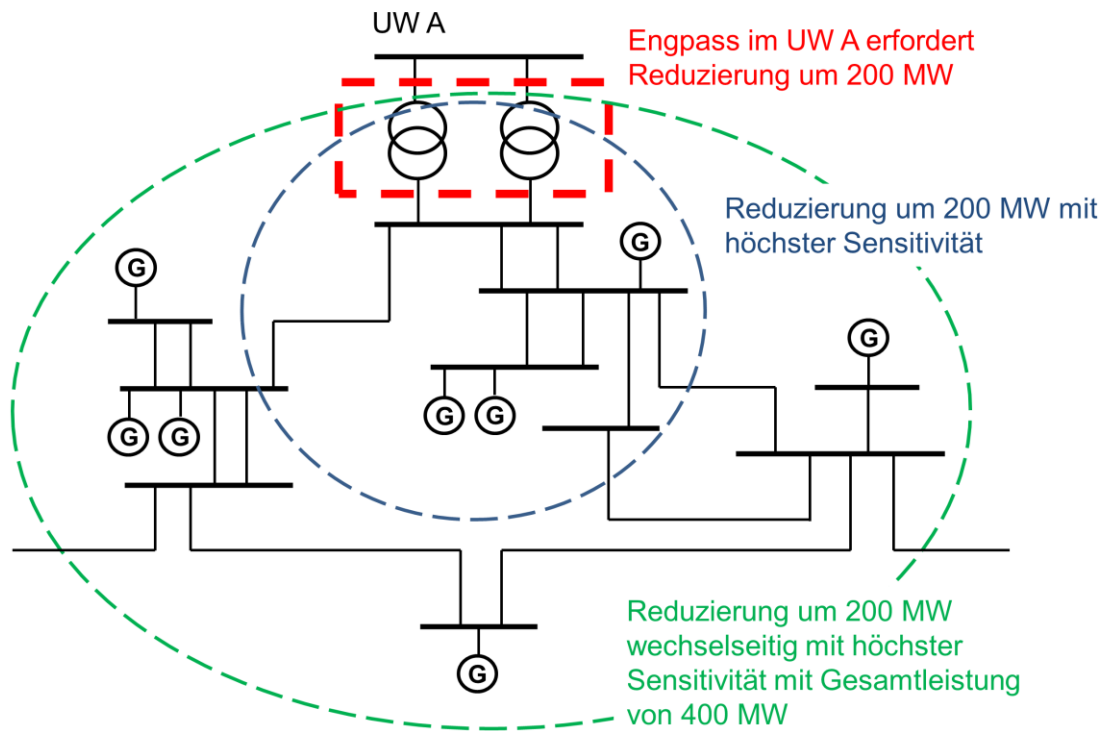 UW A
Engpass im UW A erfordert
Reduzierung um 200 MW
Reduzierung um 200 MW mit
höchster Sensitivität
G
G
G
G
G
G
G
G
Reduzierung um 200 MW
wechselseitig mit höchster
Sensitivität mit Gesamtleistung
von 400 MW